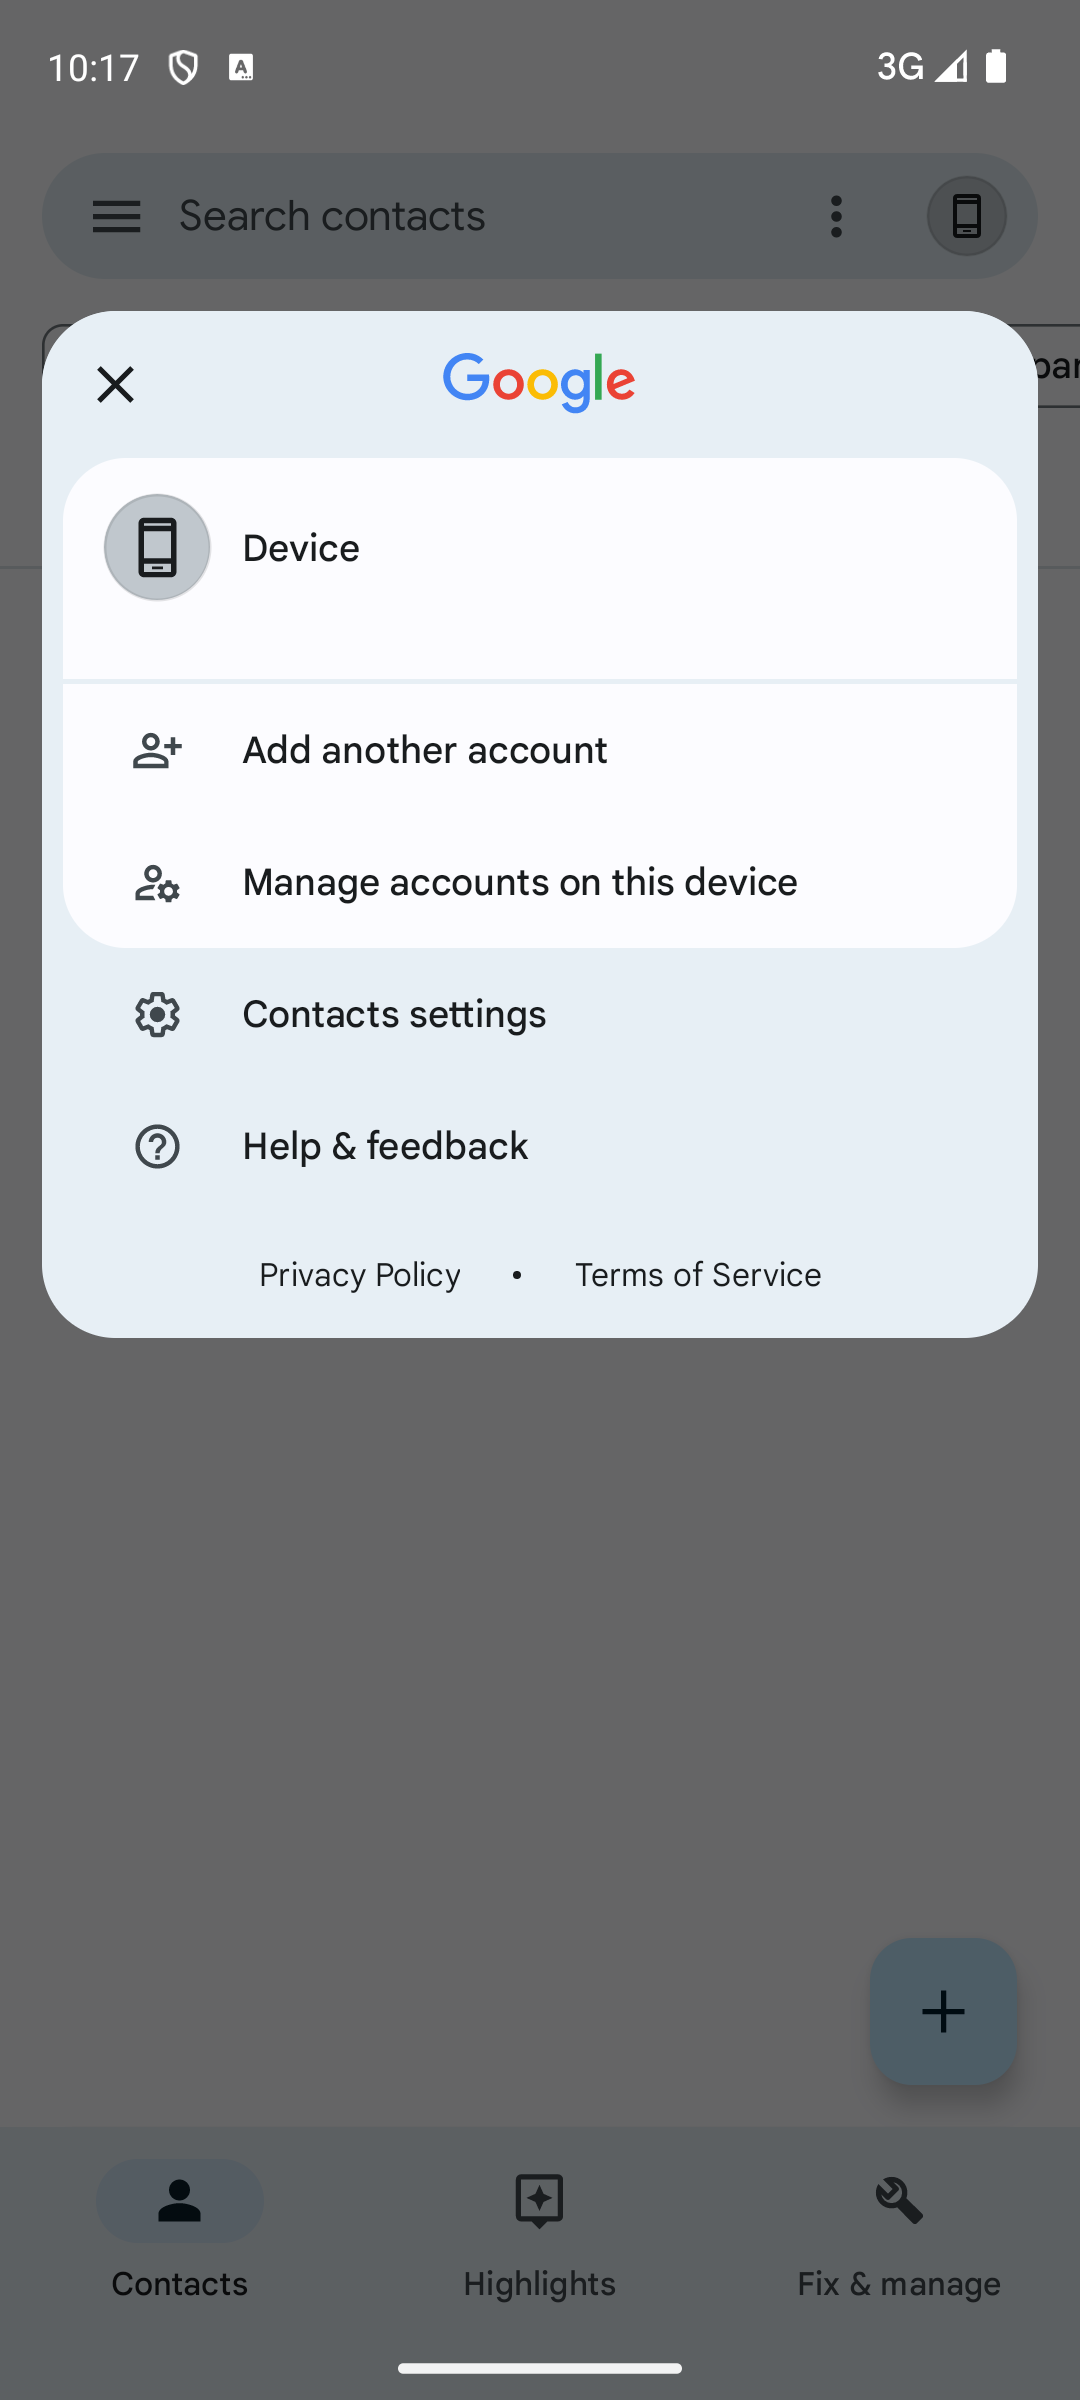 10:17
3G
Search contacts
Google
Device
Add another account
Manage accounts on this device
Contacts settings
Help & feedback
Privacy Policy • Terms of Service
Contacts
Highlights
Fix & manage